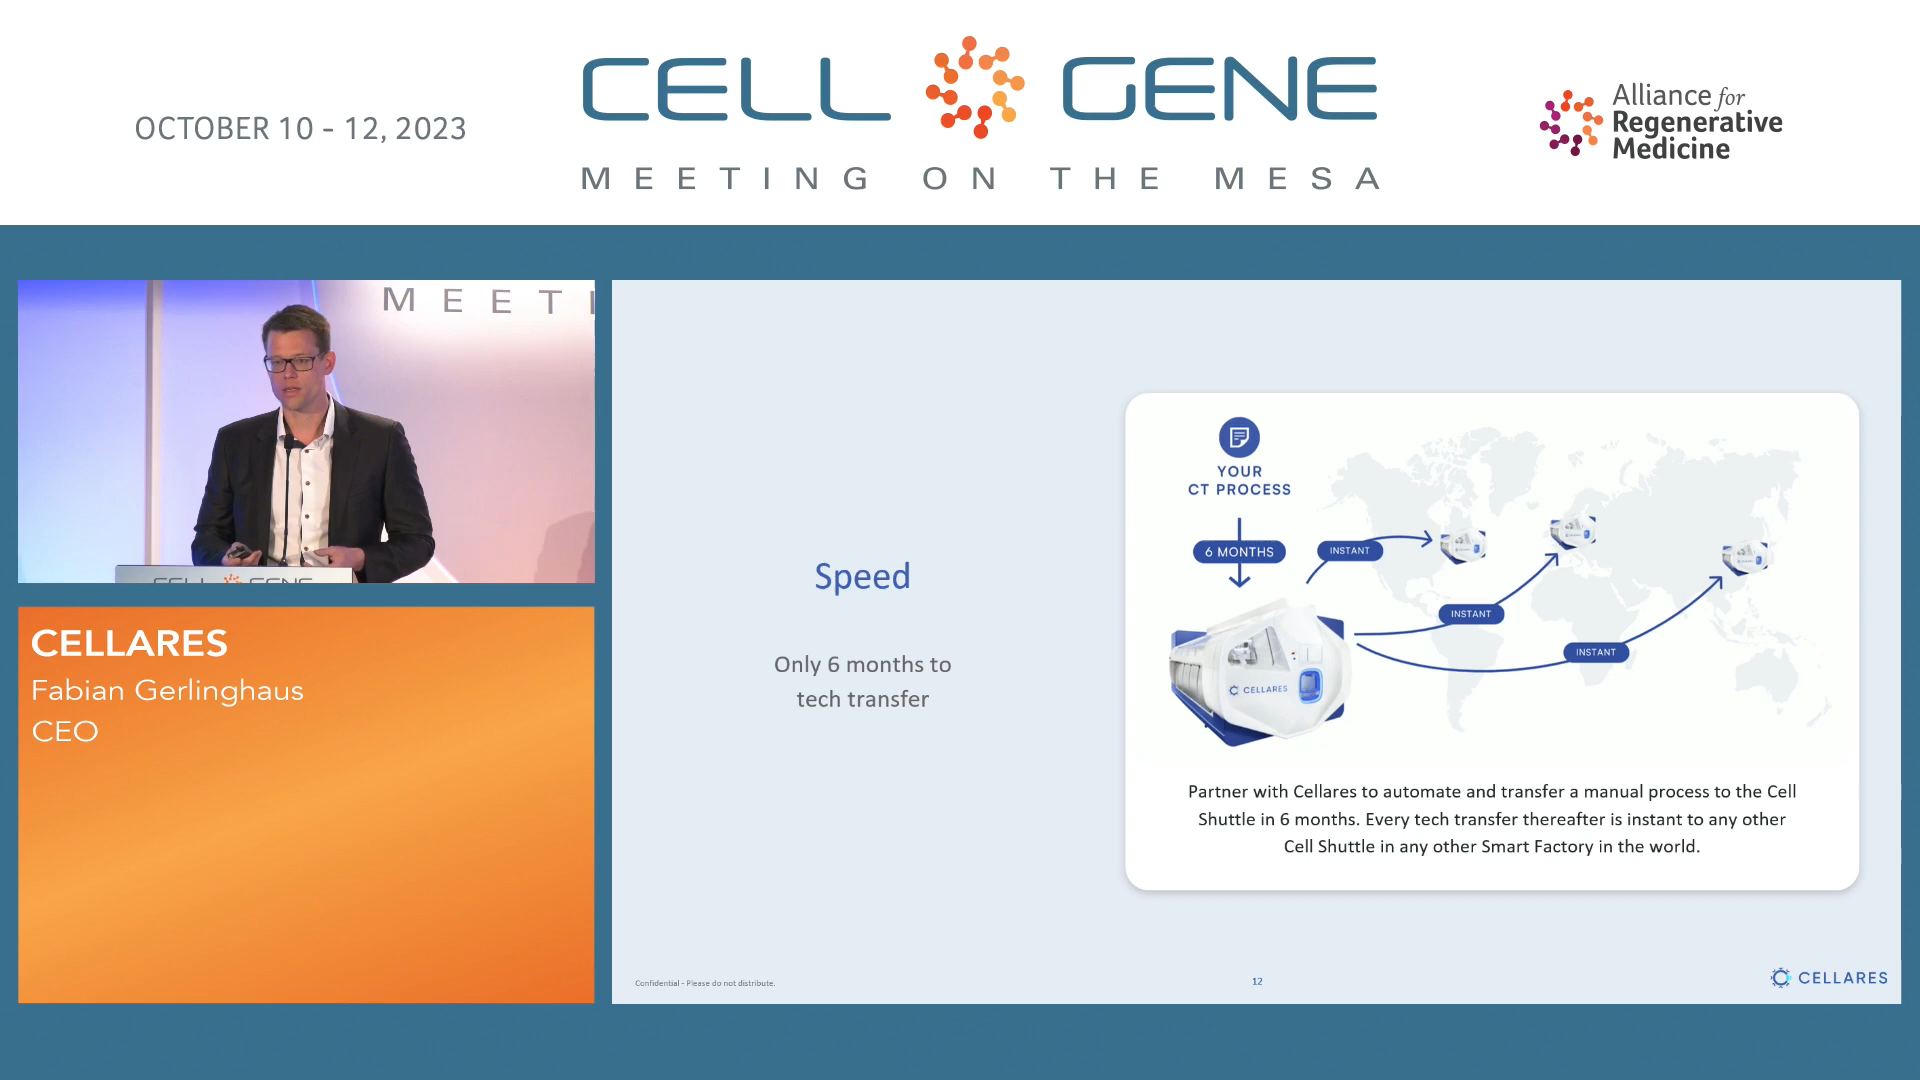 OCTOBER 10 - 12, 2023
CELL GENE
MEETING ON THE MESA
Alliance for
Regenerative
Medicine
MEETI
CELL GENE
CELLARES
Fabian Gerlinghaus
CEO
Speed
Only 6 months to
tech transfer
YOUR
CT PROCESS
6 MONTHS
INSTANT
INSTANT
INSTANT
CELLARES
Partner with Cellares to automate and transfer a manual process to the Cell
Shuttle in 6 months. Every tech transfer thereafter is instant to any other
Cell Shuttle in any other Smart Factory in the world.
Confidential - Please do not distribute.
12
CELLARES